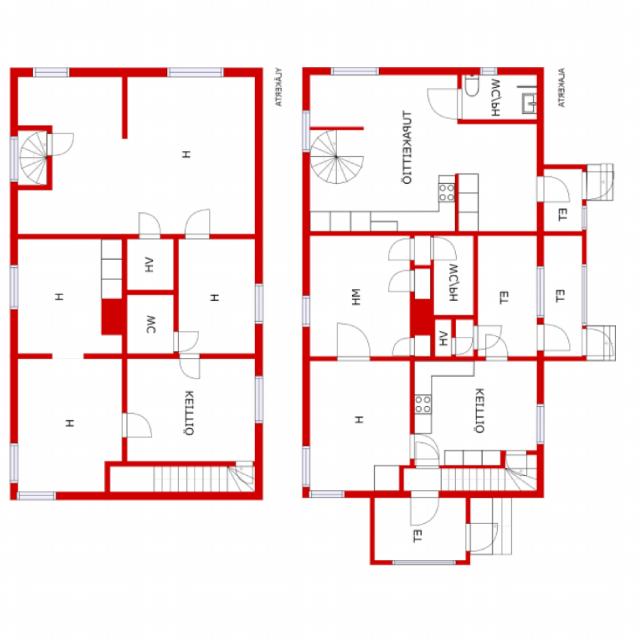 YLÄKERTA
H
VH
H
H
WC
KEITTIÖ
H
ALAKERTA
WC/PH
TUPAKEITTIÖ
ET
WC/PH
MH
ET
ET
VH
H
KEITTIÖ
ET